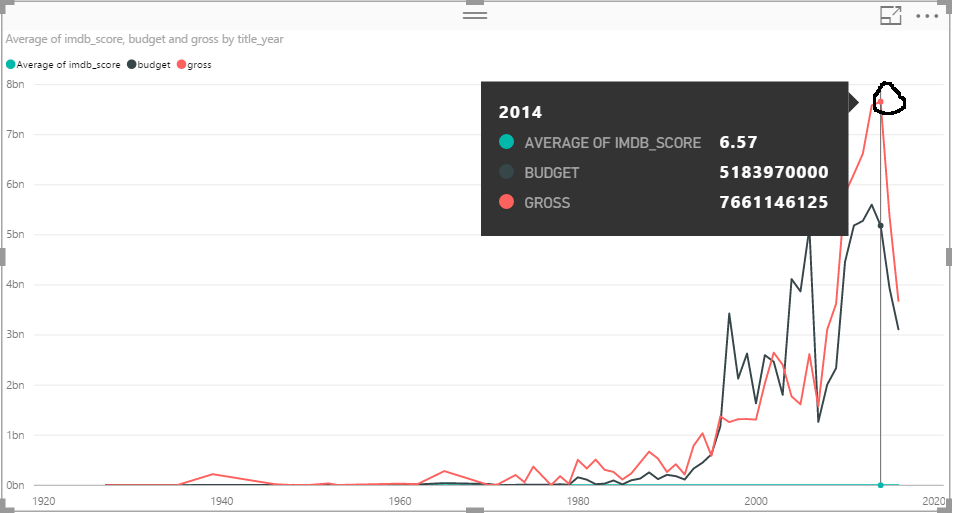 Average of imdb_score, budget and gross by title_year
Average of imdb_score budget gross
8bn
7bn
6bn
5bn
4bn
3bn
2bn
1bn
0bn
1920 1940 1960 1980 2000 2020
2014
AVERAGE OF IMDB_SCORE 6.57
BUDGET 5183970000
GROSS 7661146125